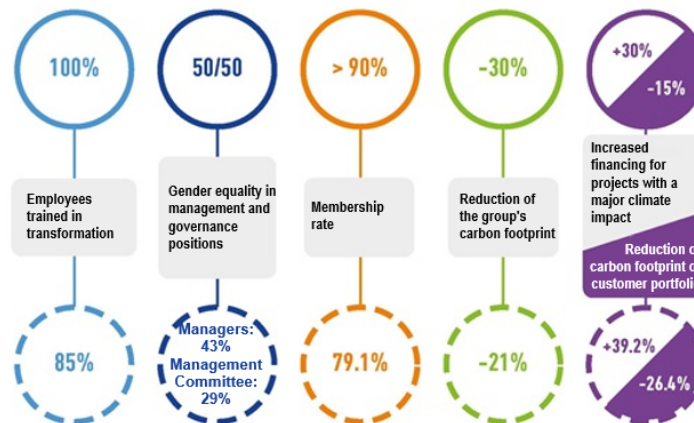 100%
50/50
> 90%
-30%
+30%
-15%
Employees
trained in
transformation
Gender equality in
management and
governance
positions
Membership
rate
Reduction of
the group's
carbon footprint
Increased
financing for
projects with a
major climate
impact
Reduction o
carbon footprint o
customer portfoli
85%
Managers:
43%
Management
Committee:
29%
79.1%
-21%
+39.2%
-26.4%